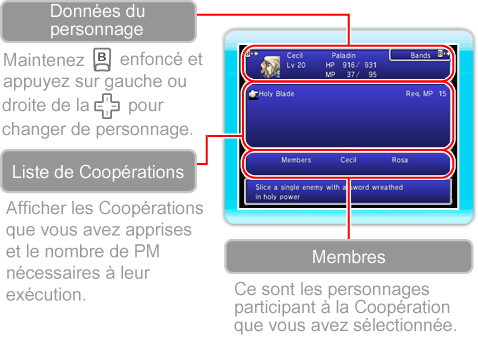 Données du
personnage
Maintenez B enfoncé et
appuyez sur gauche ou
droite de la pour
changer de personnage.
Liste de Coopérations
Afficher les Coopérations
que vous avez apprises
et le nombre de PM
nécessaires à leur
exécution.
B
Cecil Paladin Bands B
Lv 20 HP 916/ 931
MP 37/ 95
Holy Blade Req. MP 15
Members Cecil Rosa
Slice a single enemy with a sword wreathed
in holy power
Membres
Ce sont les personnages
participant à la Coopération
que vous avez sélectionnée.